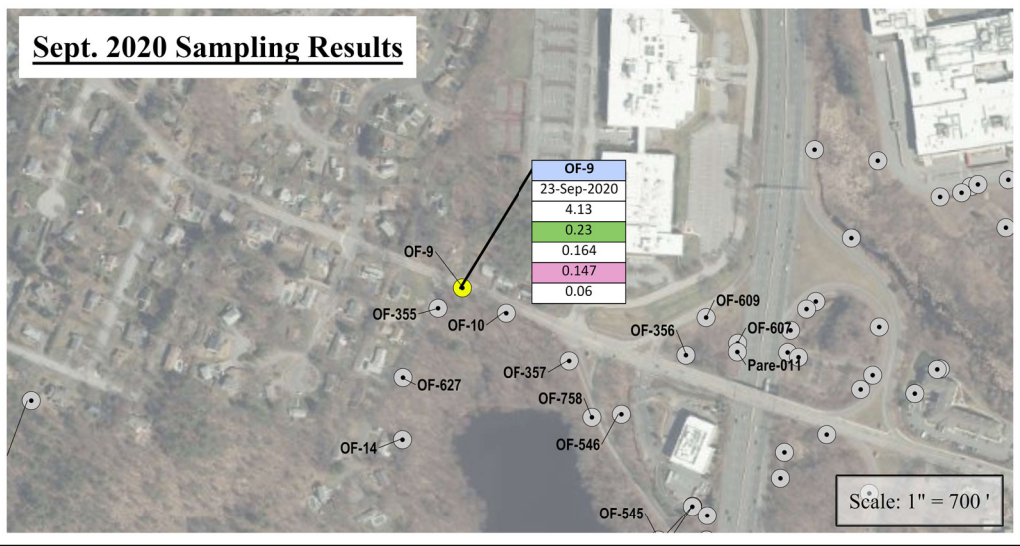 Sept. 2020 Sampling Results
OF-9
23-Sep-2020
4.13
0.23
0.164
0.147
0.06
OF-9
OF-355
OF-10
OF-609
OF-356
OF-607
Pare-011
OF-357
OF-627
OF-758
OF-546
OF-14
OF-545
Scale: 1" = 700 '